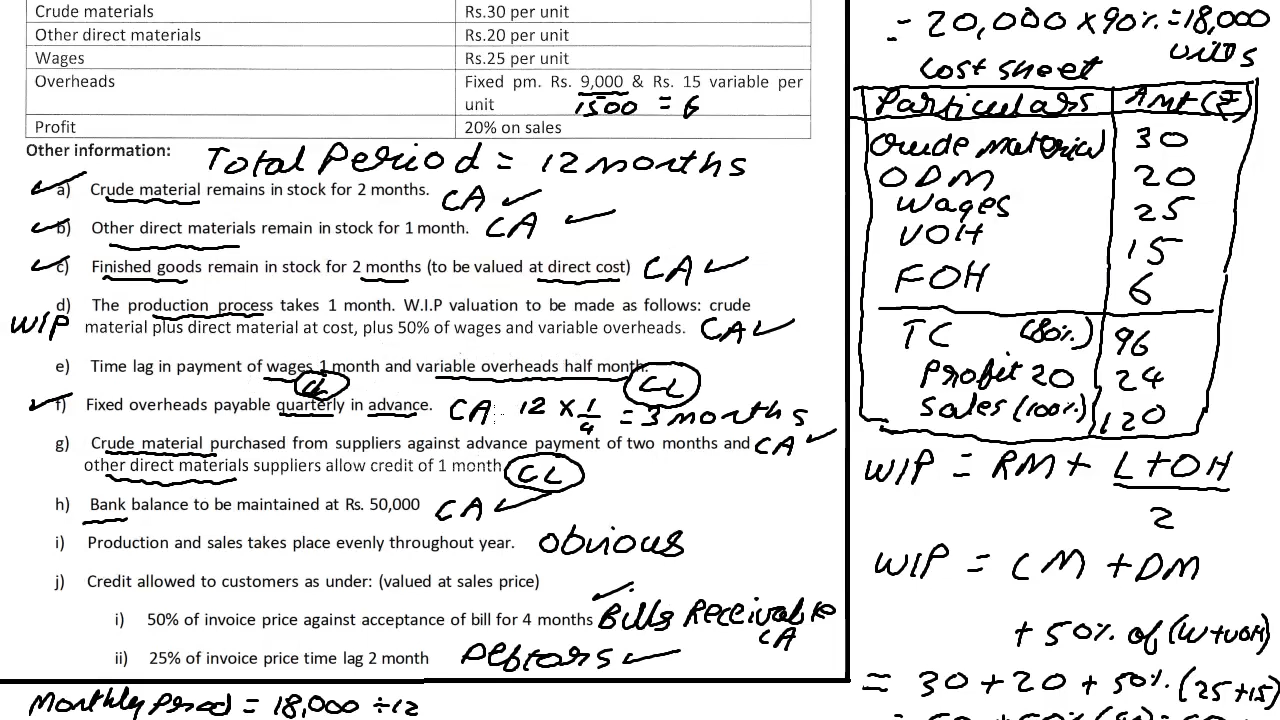 Crude materials Rs.30 per unit
Other direct materials Rs.20 per unit
Wages Rs.25 per unit
Overheads Fixed pm. Rs. 9,000 & Rs. 15 variable per
unit 1500 = 6
Profit 20% on sales
Other information: Total Period = 12 months
a) Crude material remains in stock for 2 months. CA
b) Other direct materials remain in stock for 1 month. CA
c) Finished goods remain in stock for 2 months (to be valued at direct cost) CA
d) The production process takes 1 month. W.I.P valuation to be made as follows: crude
WIP material plus direct material at cost, plus 50% of wages and variable overheads. CA
e) Time lag in payment of wages 1 month and variable overheads half month.
CL CL
f) Fixed overheads payable quarterly in advance. CA 12 × 1/4 = 3 months
g) Crude material purchased from suppliers against advance payment of two months and CA
other direct materials suppliers allow credit of 1 month CL
h) Bank balance to be maintained at Rs. 50,000 CA
i) Production and sales takes place evenly throughout year. obvious
j) Credit allowed to customers as under: (valued at sales price)
i) 50% of invoice price against acceptance of bill for 4 months Bills Receivable
CA
ii) 25% of invoice price time lag 2 month Debtors
Monthly Prod = 18,000 ÷ 12
= 20,000 × 90% = 18,000
units
Cost sheet
Particulars Amt (₹)
Crude material 30
ODM 20
Wages 25
VOH 15
FOH 6
TC (80%) 96
Profit 20 24
Sales (100%) 120
WIP = RM + L+OH
2
WIP = CM + DM
+ 50% of (W+VOH)
= 30 + 20 + 50% (25+15)